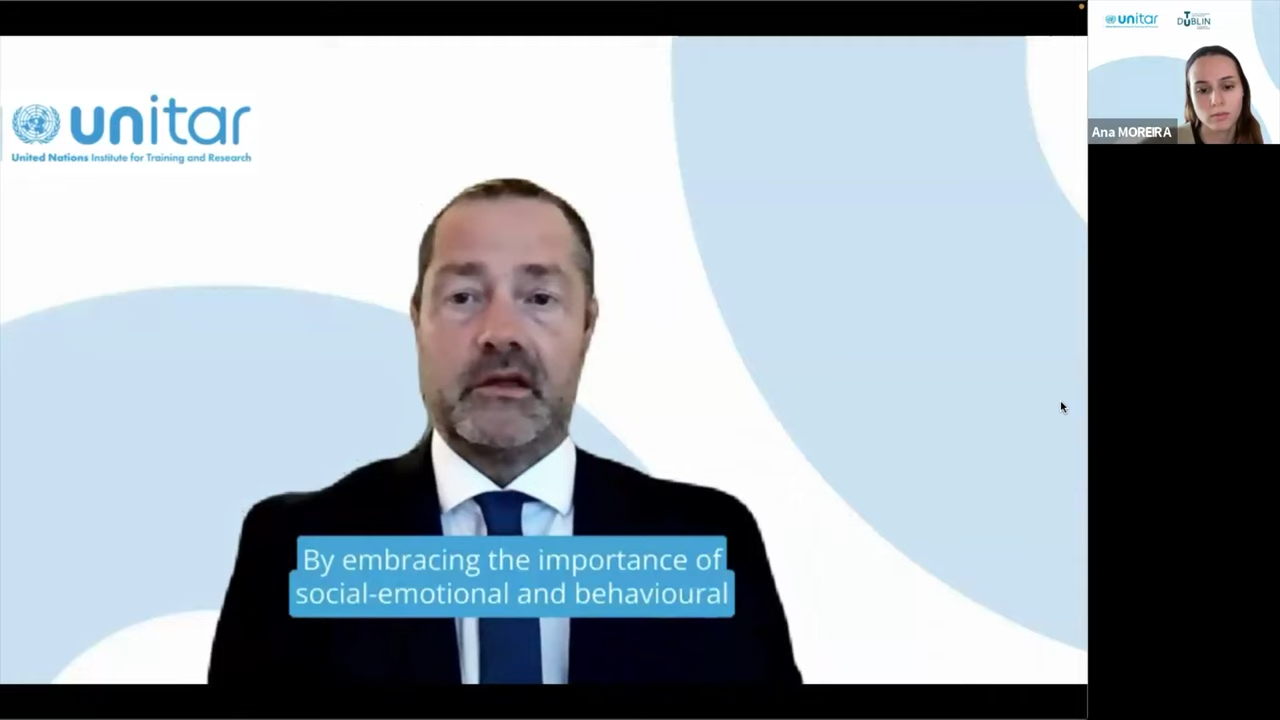 unitar
United Nations Institute for Training and Research
By embracing the importance of
social-emotional and behavioural
unitar
DUBLIN
Ana MOREIRA